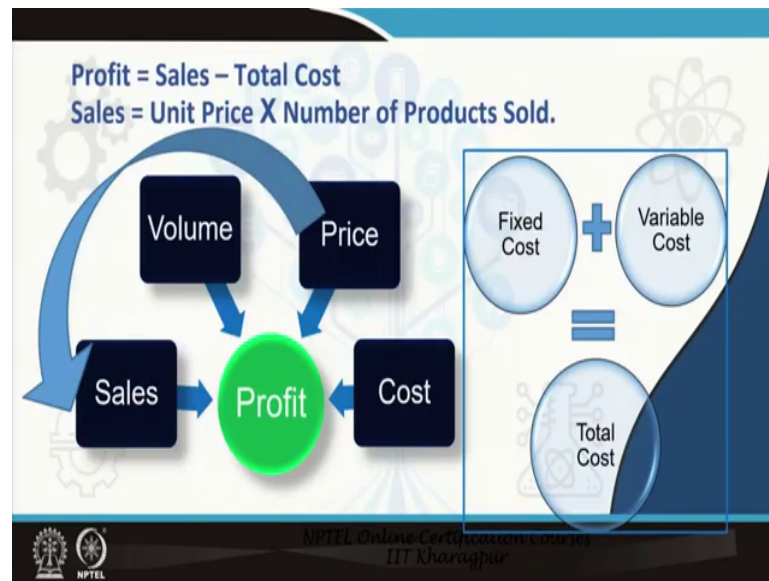 Profit = Sales – Total Cost
Sales = Unit Price X Number of Products Sold.
Volume
Price
Sales
Profit
Cost
Fixed
Cost
Variable
Cost
Total
Cost
NPTEL Online Certification Courses
IIT Kharagpur
NPTEL